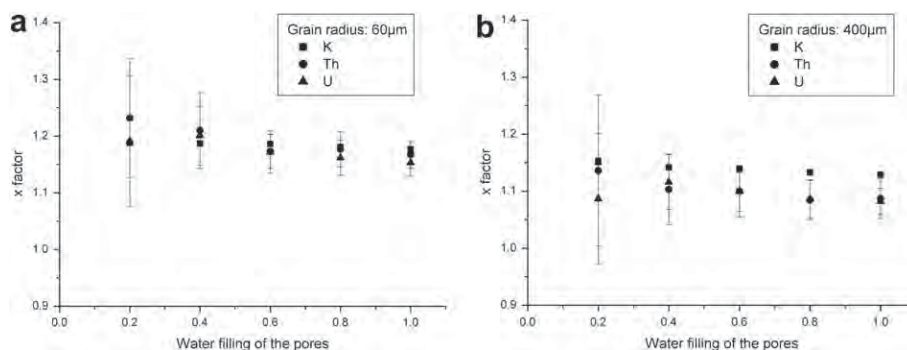 a
Grain radius: 60µm
K
Th
U
1.4
1.3
1.2
1.1
1.0
0.9
x factor
0.0 0.2 0.4 0.6 0.8 1.0
Water filling of the pores
b
Grain radius: 400µm
K
Th
U
1.4
1.3
1.2
1.1
1.0
0.9
x factor
0.0 0.2 0.4 0.6 0.8 1.0
Water filling of the pores